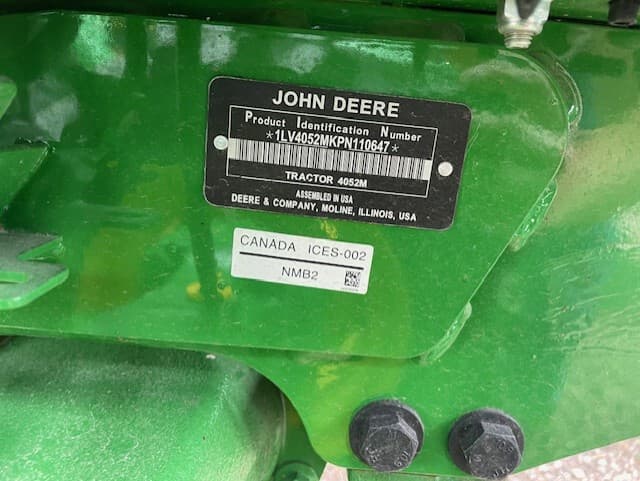 JOHN DEERE
Product Identification Number
*1LV4052MKPN110647*
TRACTOR 4052M
ASSEMBLED IN USA
DEERE & COMPANY, MOLINE, ILLINOIS, USA
CANADA ICES-002
NMB2